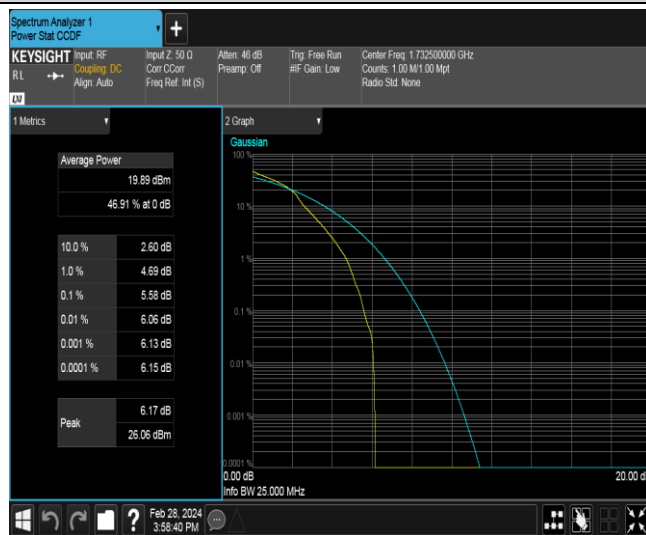 Spectrum Analyzer 1
Power Stat CCDF
+
KEYSIGHT
RL
LXI
Input: RF
Coupling: DC
Align: Auto
Input Z: 50 Ω
Corr CCorr
Freq Ref: Int (S)
Atten: 46 dB
Preamp: Off
Trig: Free Run
#IF Gain: Low
Center Freq: 1.732500000 GHz
Counts: 1.00 M/1.00 Mpt
Radio Std: None
1 Metrics
Average Power
19.89 dBm
46.91 % at 0 dB
10.0 % 2.60 dB
1.0 % 4.69 dB
0.1 % 5.58 dB
0.01 % 6.06 dB
0.001 % 6.13 dB
0.0001 % 6.15 dB
Peak
6.17 dB
26.06 dBm
2 Graph
Gaussian
100 %
10 %
1 %
0.1 %
0.01 %
0.001 %
0.0001 %
0.00 dB
20.00 d
Info BW 25.000 MHz
?
Feb 28, 2024
3:58:40 PM